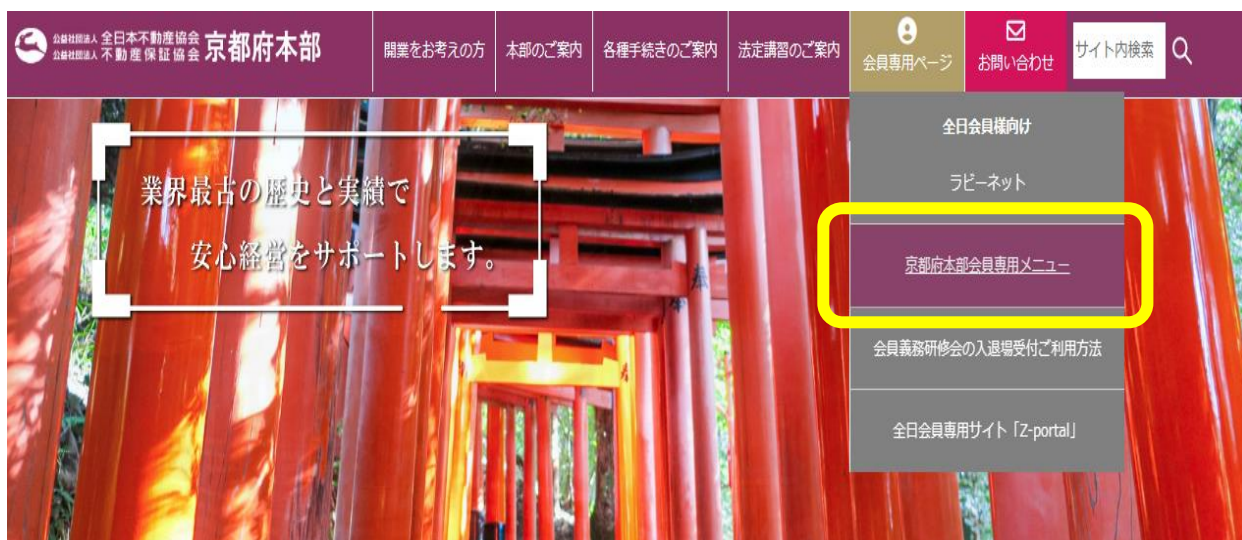 公益社団法人 全日本不動産協会
公益社団法人 不動産保証協会
京都府本部
開業をお考えの方
本部のご案内
各種手続きのご案内
法定講習のご案内
会員専用ページ
お問い合わせ
サイト内検索
業界最古の歴史と実績で
安心経営をサポートします。
全日会員様向け
ラビーネット
京都府本部会員専用メニュー
会員義務研修会の入退場受付ご利用方法
全日会員専用サイト「Z-portal」